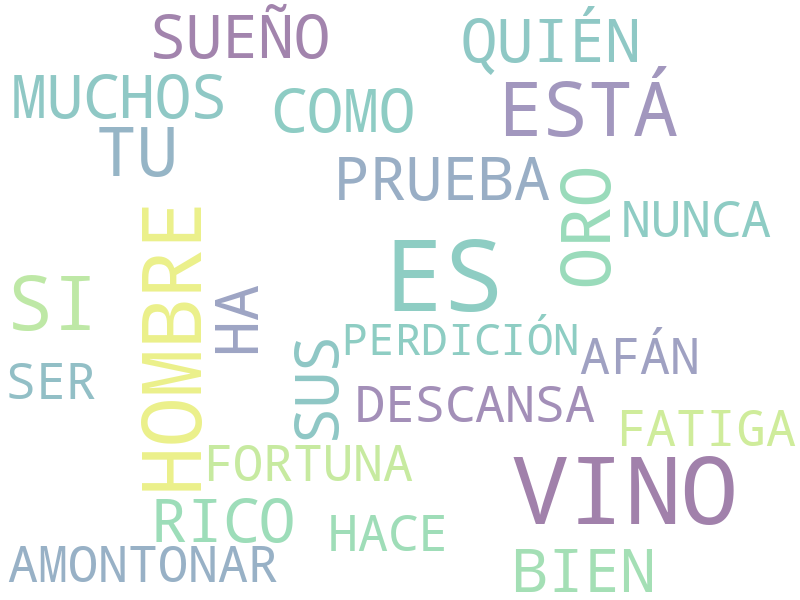 SUEÑO
QUIÉN
MUCHOS
COMO
ESTÁ
TU
PRUEBA
ORO
NUNCA
HOMBRE
ES
SI
HA
PERDICIÓN
AFÁN
SER
SUS
DESCANSA
FATIGA
FORTUNA
VINO
RICO
HACE
AMONTONAR
BIEN